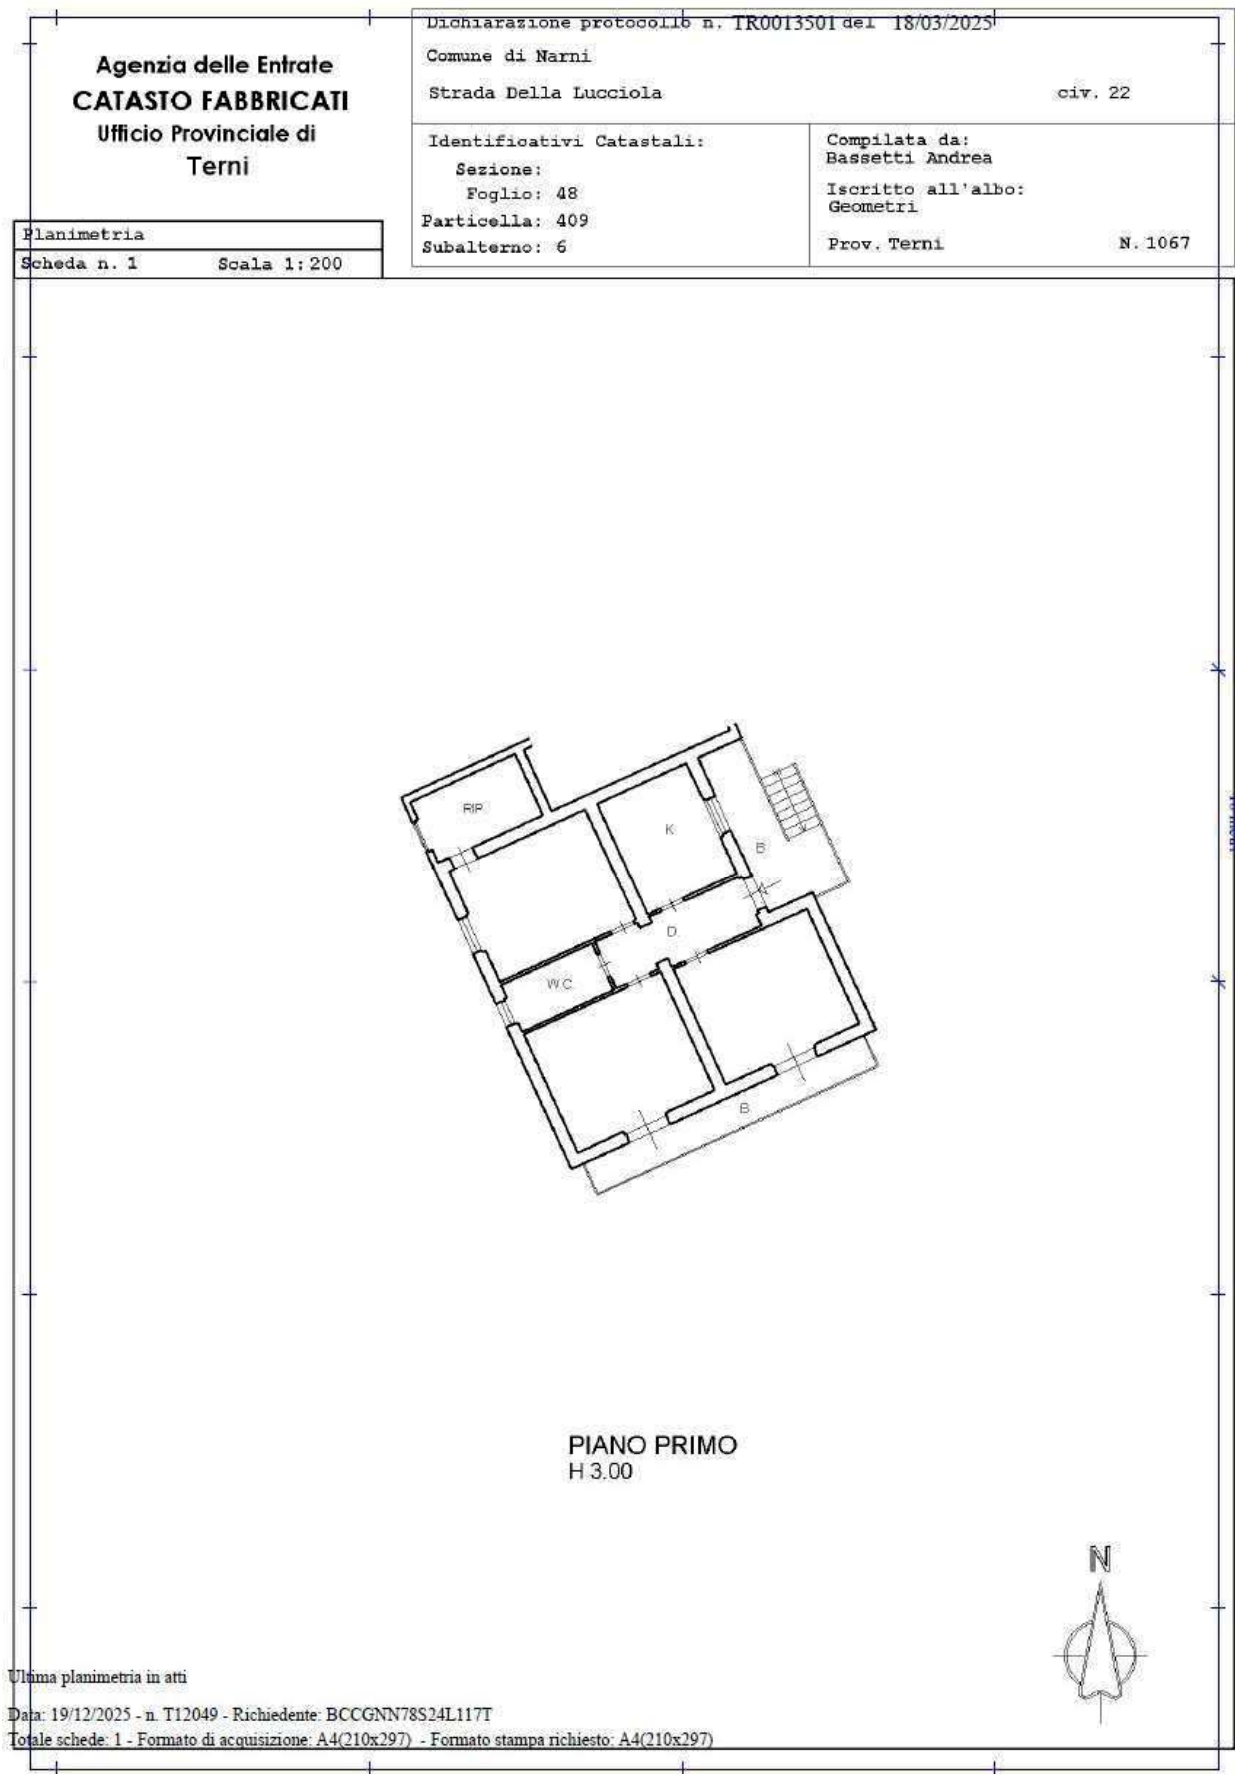 Agenzia delle Entrate
CATASTO FABBRICATI
Ufficio Provinciale di
Terni
Dichiarazione protocollo n. TR0013501 del 18/03/2025
Comune di Narni
Strada Della Lucciola civ. 22
Identificativi Catastali:
Sezione:
Foglio: 48
Particella: 409
Subalterno: 6
Compilata da:
Bassetti Andrea
Iscritto all'albo:
Geometri
Prov. Terni N. 1067
Planimetria
Scheda n. 1 Scala 1:200
RIP.
K
B
D
W.C.
B
PIANO PRIMO
H 3.00
N
Ultima planimetria in atti
Data: 19/12/2025 - n. T12049 - Richiedente: BCCGNN78S24L117T
Totale schede: 1 - Formato di acquisizione: A4(210x297) - Formato stampa richiesto: A4(210x297)